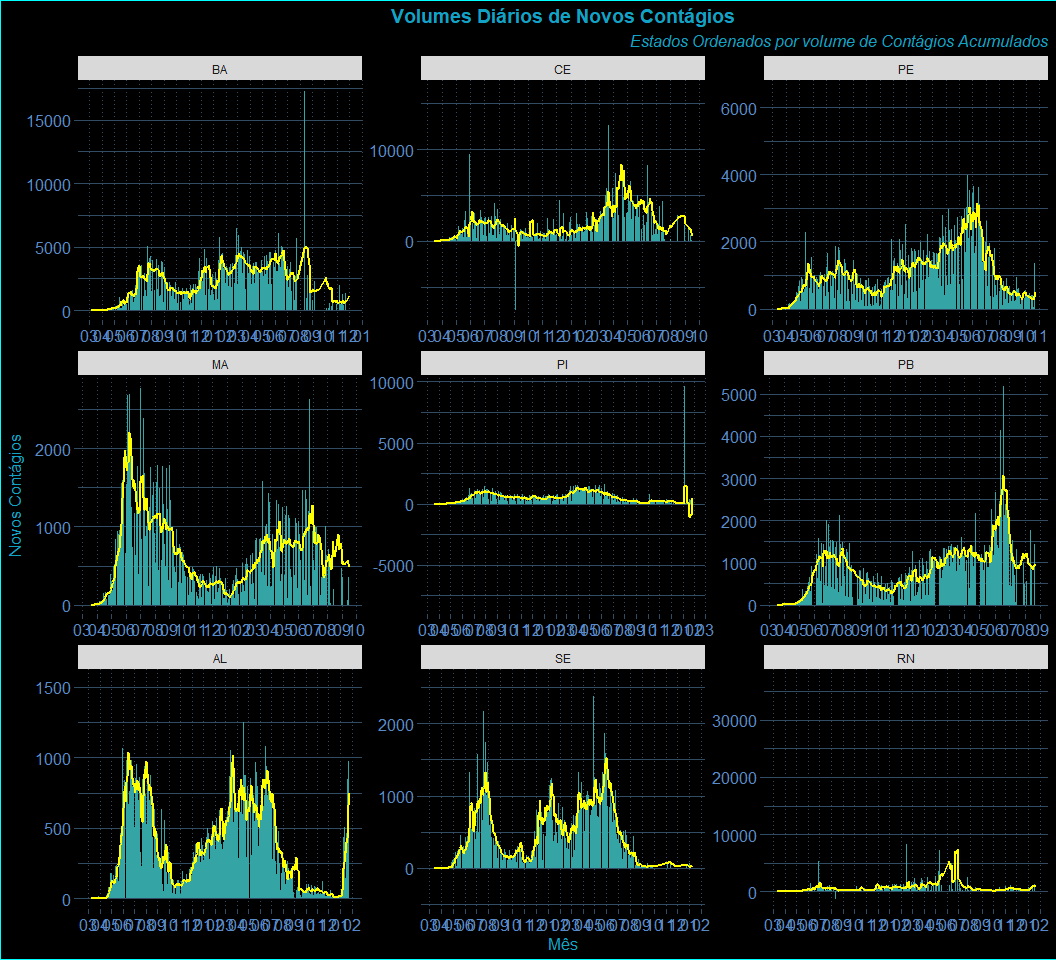 Volumes Diários de Novos Contágios
Estados Ordenados por volume de Contágios Acumulados
BA
15000
10000
5000
0
CE
10000
0
PE
6000
4000
2000
0
Novos Contágios
MA
2000
1000
0
PI
10000
5000
0
-5000
PB
5000
4000
3000
2000
1000
0
AL
1500
1000
500
0
SE
2000
1000
0
RN
30000
20000
10000
0
Mês